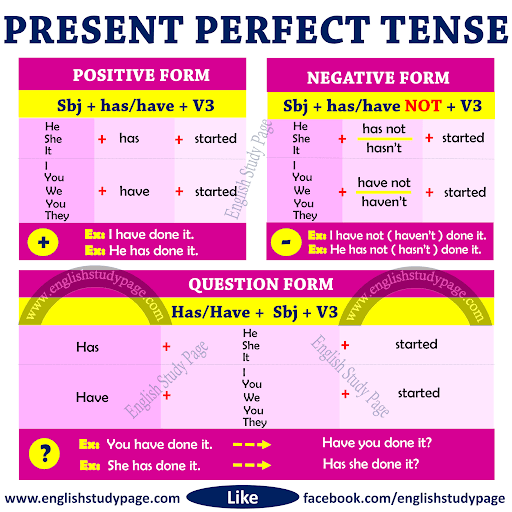 PRESENT PERFECT TENSE
POSITIVE FORM
Sbj + has/have + V3
He
She
It
+ has + started
I
You
We
You
They
+ have + started
+
Ex: I have done it.
Ex: He has done it.
English Study Page
NEGATIVE FORM
Sbj + has/have NOT + V3
He
She
It
+ has not + started
hasn't
I
You
We
You
They
+ have not + started
haven't
-
Ex: I have not ( haven't ) done it.
Ex: He has not ( hasn't ) done it.
QUESTION FORM
Has/Have + Sbj + V3
www.englishstudypage.com
www.englishstudypage.com
Has +
He
She
It
+ started
Have +
I
You
We
You
They
+ started
English Study Page
English Study Page
?
Ex: You have done it. Have you done it?
Ex: She has done it. Has she done it?
www.englishstudypage.com Like facebook.com/englishstudypage